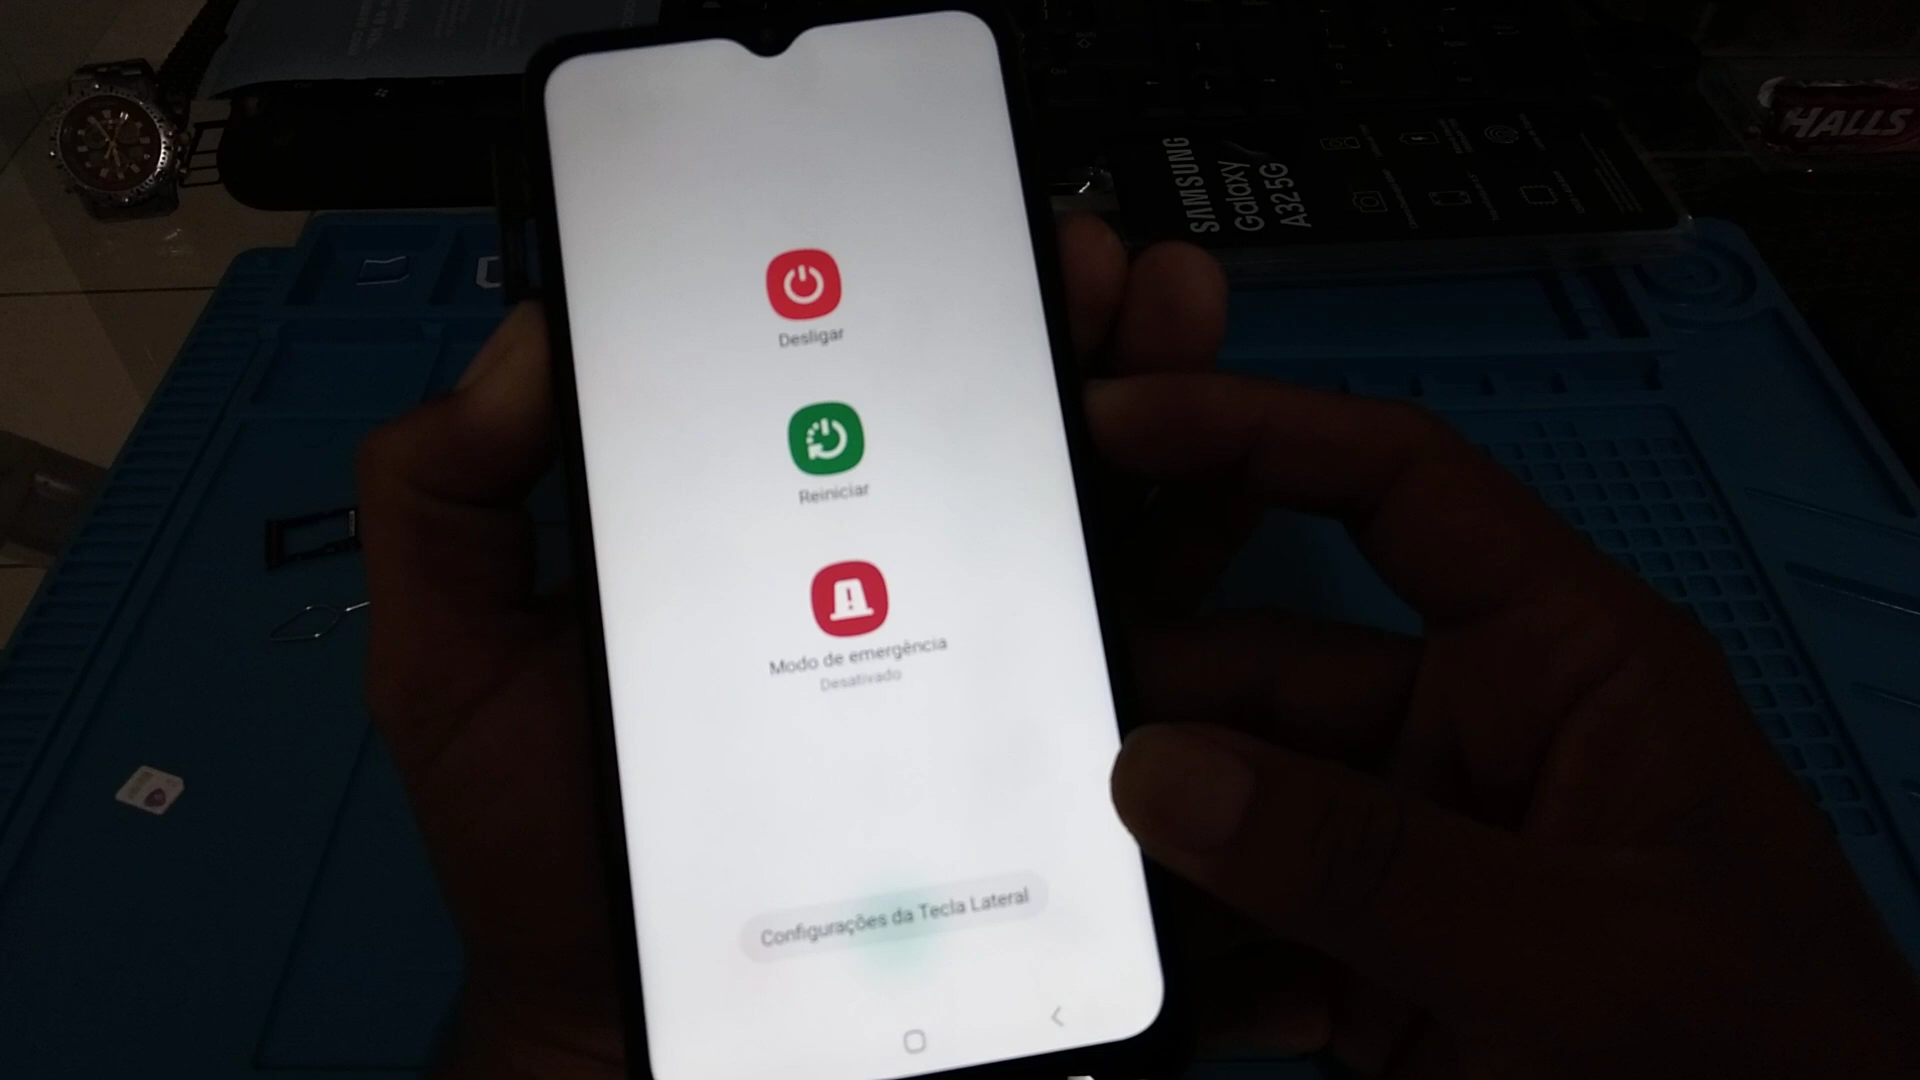 HALLS
SAMSUNG
Galaxy
A32 5G
Desligar
Reiniciar
Modo de emergência
Desativado
Configurações da Tecla Lateral